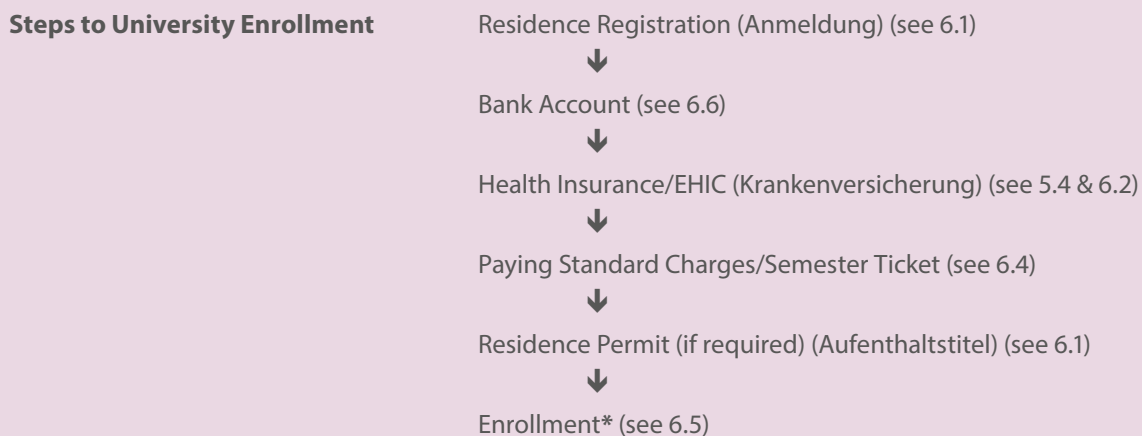 Steps to University Enrollment
Residence Registration (Anmeldung) (see 6.1)
Bank Account (see 6.6)
Health Insurance/EHIC (Krankenversicherung) (see 5.4 & 6.2)
Paying Standard Charges/Semester Ticket (see 6.4)
Residence Permit (if required) (Aufenthaltstitel) (see 6.1)
Enrollment* (see 6.5)